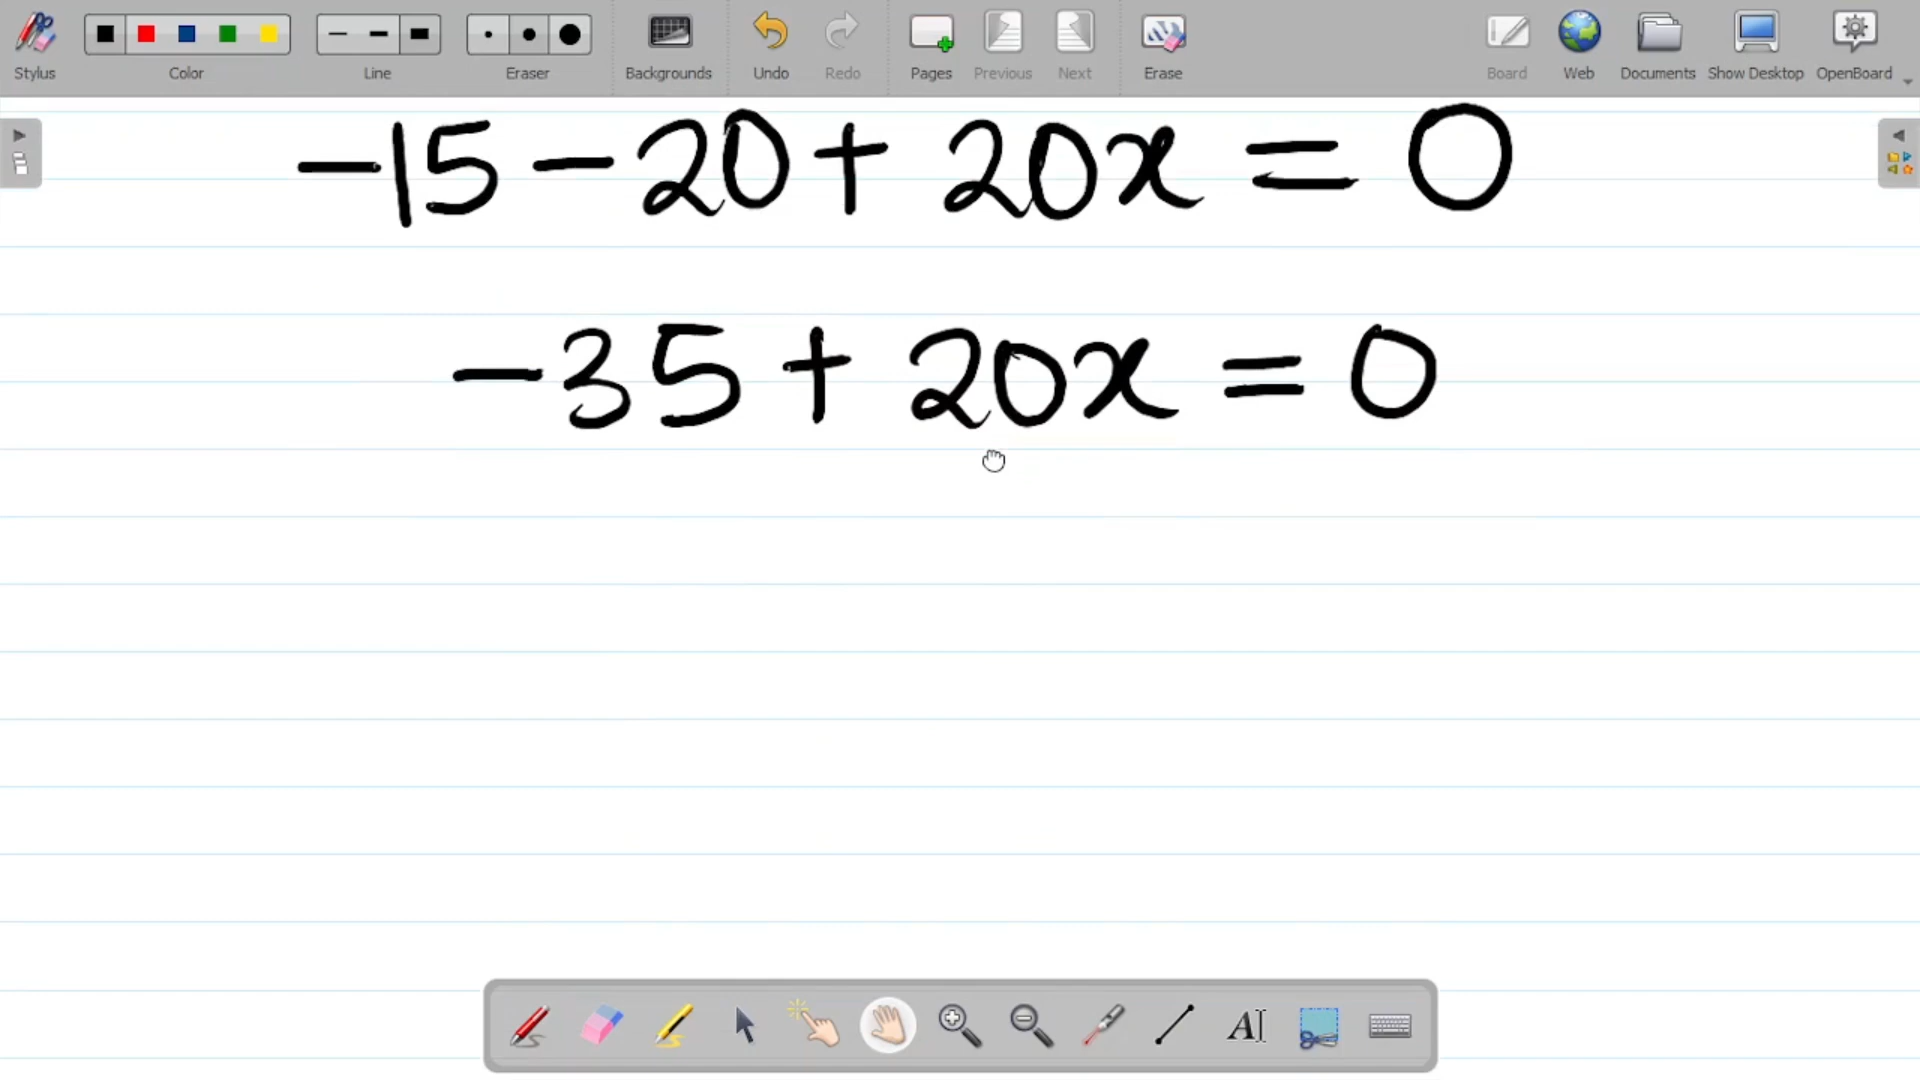 Stylus Color Line Eraser Backgrounds Undo Redo Pages Previous Next Erase Board Web Documents Show Desktop OpenBoard
-15-20+ 20x = 0
-35 + 20x = 0